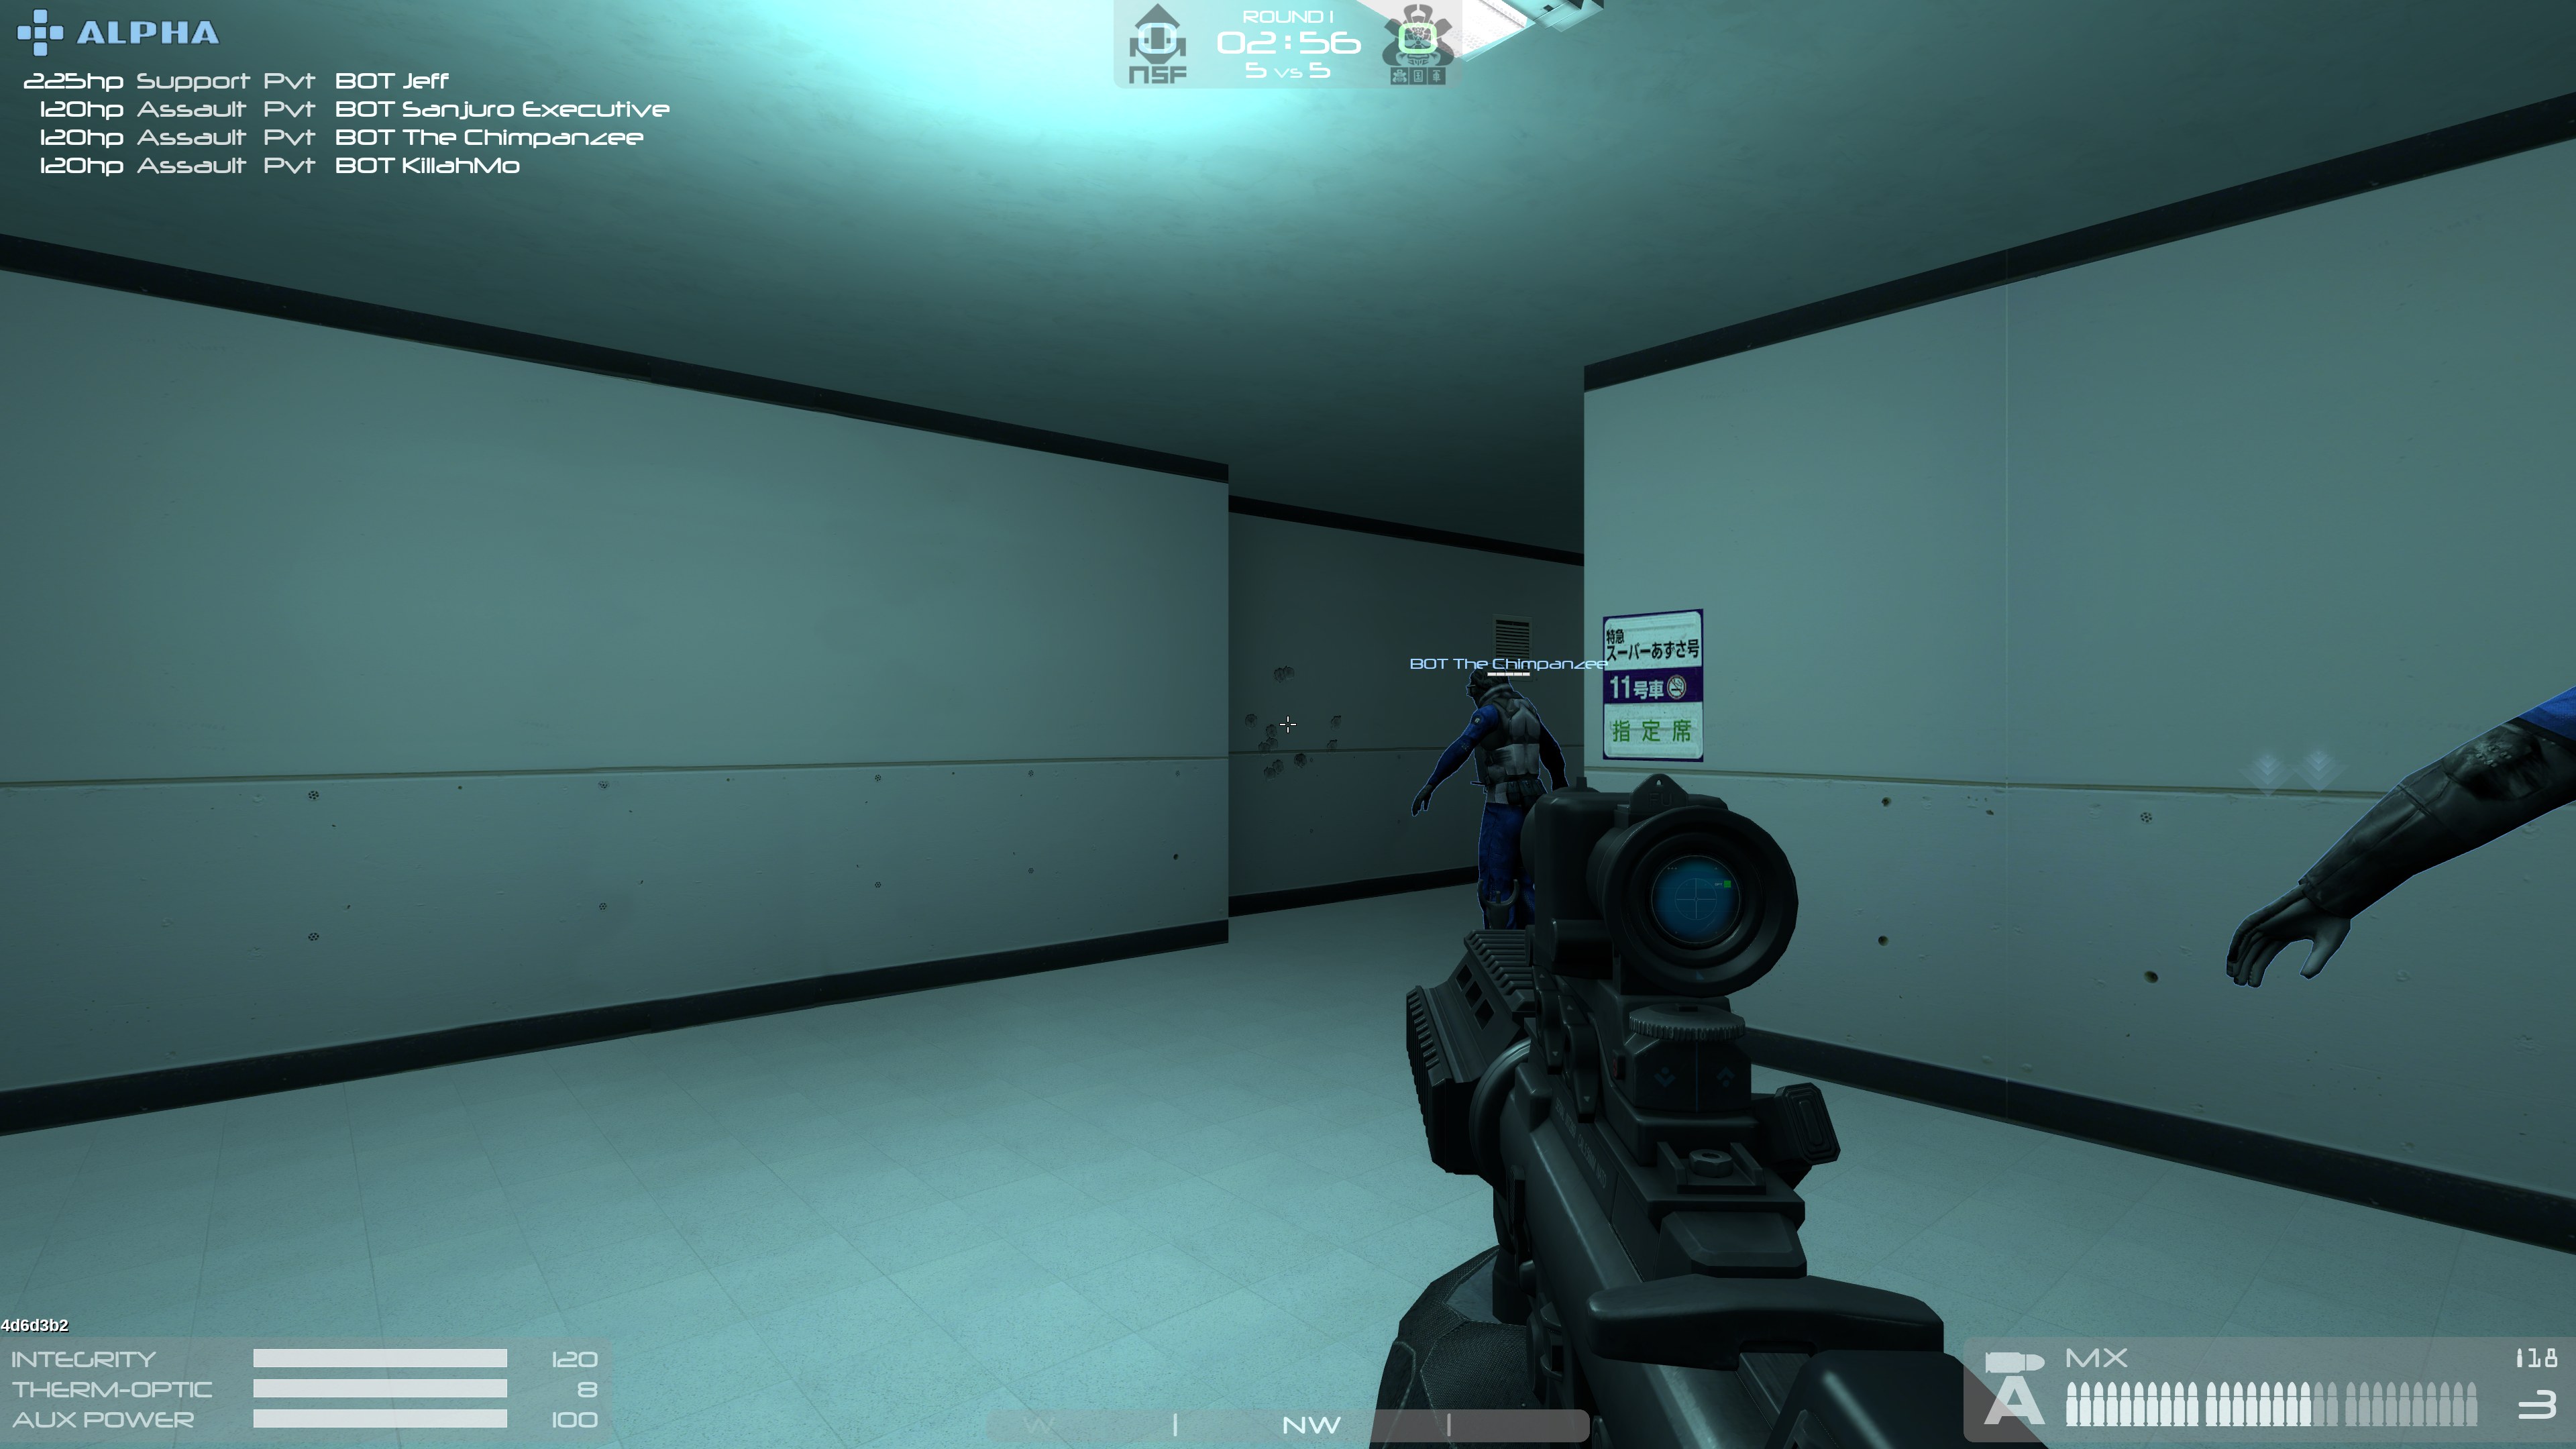 ALPHA
225hp Support Pvt BOT Jeff
120hp Assault Pvt BOT Sanjuro Executive
120hp Assault Pvt BOT The Chimpanzee
120hp Assault Pvt BOT KillahMo
0
NSF
ROUND 1
02:56
5 vs 5
0
BOT The Chimpanzee
特急
スーパーあずさ号
11号車
指定席
4d6d3b2
INTEGRITY 120
THERM-OPTIC 8
AUX POWER 100
W | NW |
A
MX
118
3